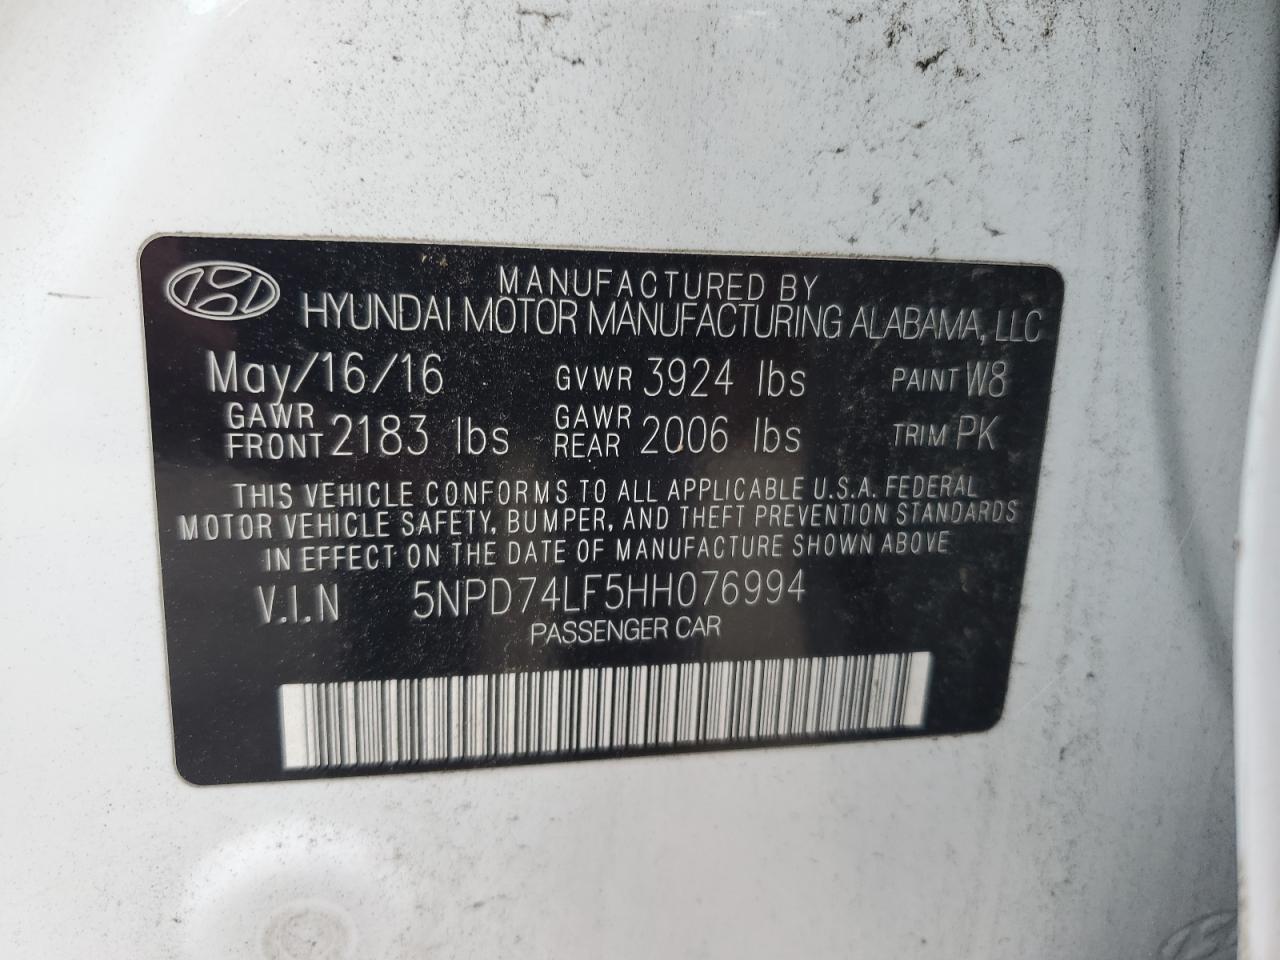 MANUFACTURED BY
HYUNDAI MOTOR MANUFACTURING ALABAMA, LLC
May/16/16 GVWR 3924 lbs PAINT W8
GAWR FRONT 2183 lbs GAWR REAR 2006 lbs TRIM PK
THIS VEHICLE CONFORMS TO ALL APPLICABLE U.S.A. FEDERAL
MOTOR VEHICLE SAFETY, BUMPER, AND THEFT PREVENTION STANDARDS
IN EFFECT ON THE DATE OF MANUFACTURE SHOWN ABOVE
V.I.N 5NPD74LF5HH076994
PASSENGER CAR